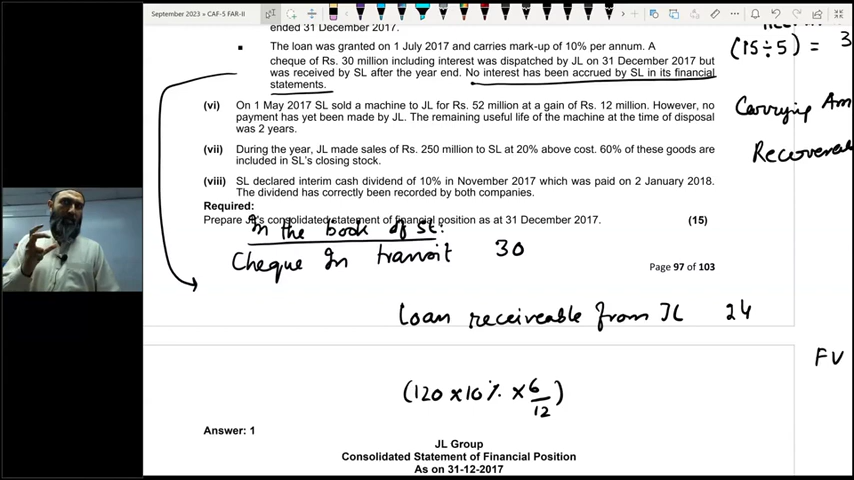 September 2023 » CAF-5 FAR-II
ended 31 December 2017.
(15÷5) = 3
The loan was granted on 1 July 2017 and carries mark-up of 10% per annum. A
cheque of Rs. 30 million including interest was dispatched by JL on 31 December 2017 but
was received by SL after the year end. No interest has been accrued by SL in its financial
statements.
Carrying Am
(vi) On 1 May 2017 SL sold a machine to JL for Rs. 52 million at a gain of Rs. 12 million. However, no
payment has yet been made by JL. The remaining useful life of the machine at the time of disposal
was 2 years.
Recoverab
(vii) During the year, JL made sales of Rs. 250 million to SL at 20% above cost. 60% of these goods are
included in SL's closing stock.
(viii) SL declared interim cash dividend of 10% in November 2017 which was paid on 2 January 2018.
The dividend has correctly been recorded by both companies.
Required:
Prepare JL's consolidated statement of financial position as at 31 December 2017. (15)
In the book of SL:
Cheque In transit 30
Page 97 of 103
Loan receiveable from JL 24
FV
(120 x 10% x 6/12)
Answer: 1
JL Group
Consolidated Statement of Financial Position
As on 31-12-2017